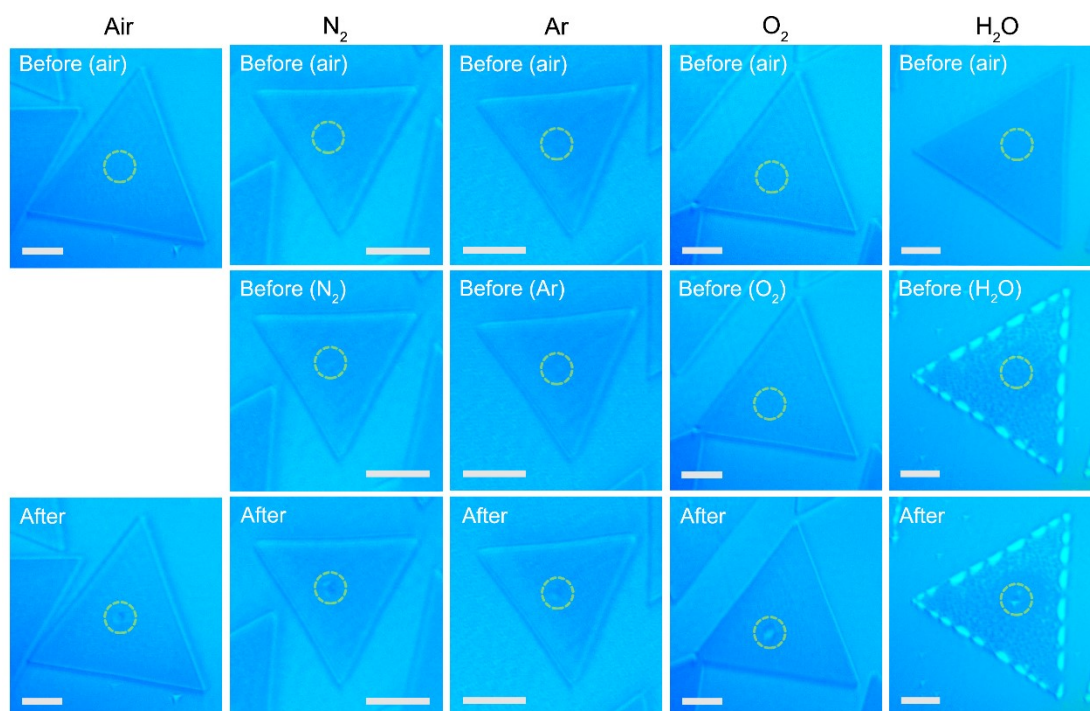 Air N₂ Ar O₂ H₂O
Before (air) Before (air) Before (air) Before (air) Before (air)
Before (N₂) Before (Ar) Before (O₂) Before (H₂O)
After After After After After